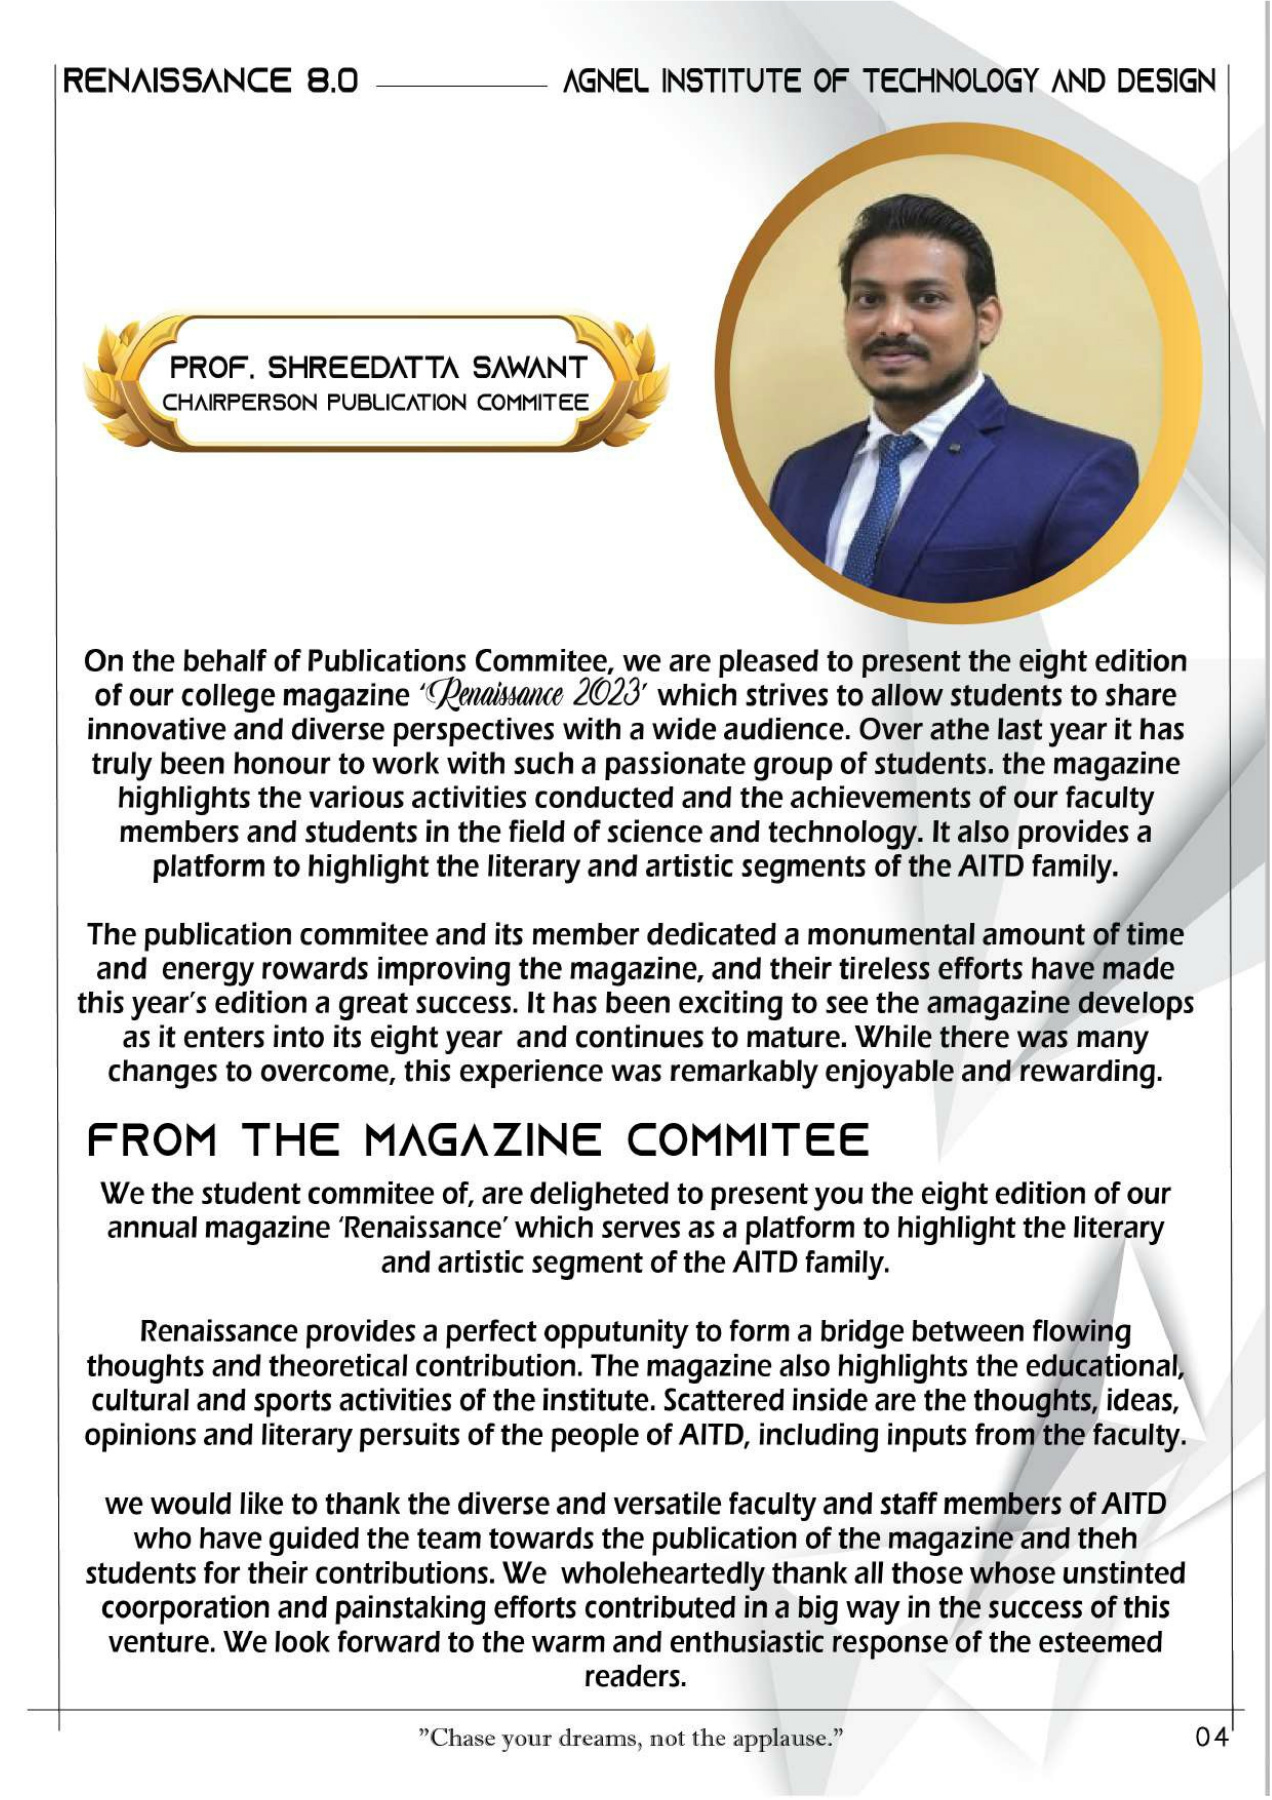 RENAISSANCE 8.0
AGNEL INSTITUTE OF TECHNOLOGY AND DESIGN
PROF. SHREEDATTA SAWANT
CHAIRPERSON PUBLICATION COMMITEE
On the behalf of Publications Commitee, we are pleased to present the eight edition
of our college magazine ‘Renaissance 2023’ which strives to allow students to share
innovative and diverse perspectives with a wide audience. Over athe last year it has
truly been honour to work with such a passionate group of students. the magazine
highlights the various activities conducted and the achievements of our faculty
members and students in the field of science and technology. It also provides a
platform to highlight the literary and artistic segments of the AITD family.
The publication commitee and its member dedicated a monumental amount of time
and energy rowards improving the magazine, and their tireless efforts have made
this year’s edition a great success. It has been exciting to see the amagazine develops
as it enters into its eight year and continues to mature. While there was many
changes to overcome, this experience was remarkably enjoyable and rewarding.
FROM THE MAGAZINE COMMITEE
We the student commitee of, are deligheted to present you the eight edition of our
annual magazine ‘Renaissance’ which serves as a platform to highlight the literary
and artistic segment of the AITD family.
Renaissance provides a perfect opputunity to form a bridge between flowing
thoughts and theoretical contribution. The magazine also highlights the educational,
cultural and sports activities of the institute. Scattered inside are the thoughts, ideas,
opinions and literary persuits of the people of AITD, including inputs from the faculty.
we would like to thank the diverse and versatile faculty and staff members of AITD
who have guided the team towards the publication of the magazine and theh
students for their contributions. We wholeheartedly thank all those whose unstinted
coorporation and painstaking efforts contributed in a big way in the success of this
venture. We look forward to the warm and enthusiastic response of the esteemed
readers.
”Chase your dreams, not the applause.”
04